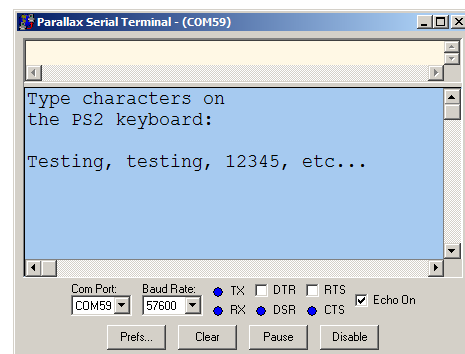 Parallax Serial Terminal - (COM59)
Type characters on
the PS2 keyboard:
Testing, testing, 12345, etc...
Com Port: Baud Rate: TX DTR RTS
COM59 57600 RX DSR CTS Echo On
Prefs... Clear Pause Disable